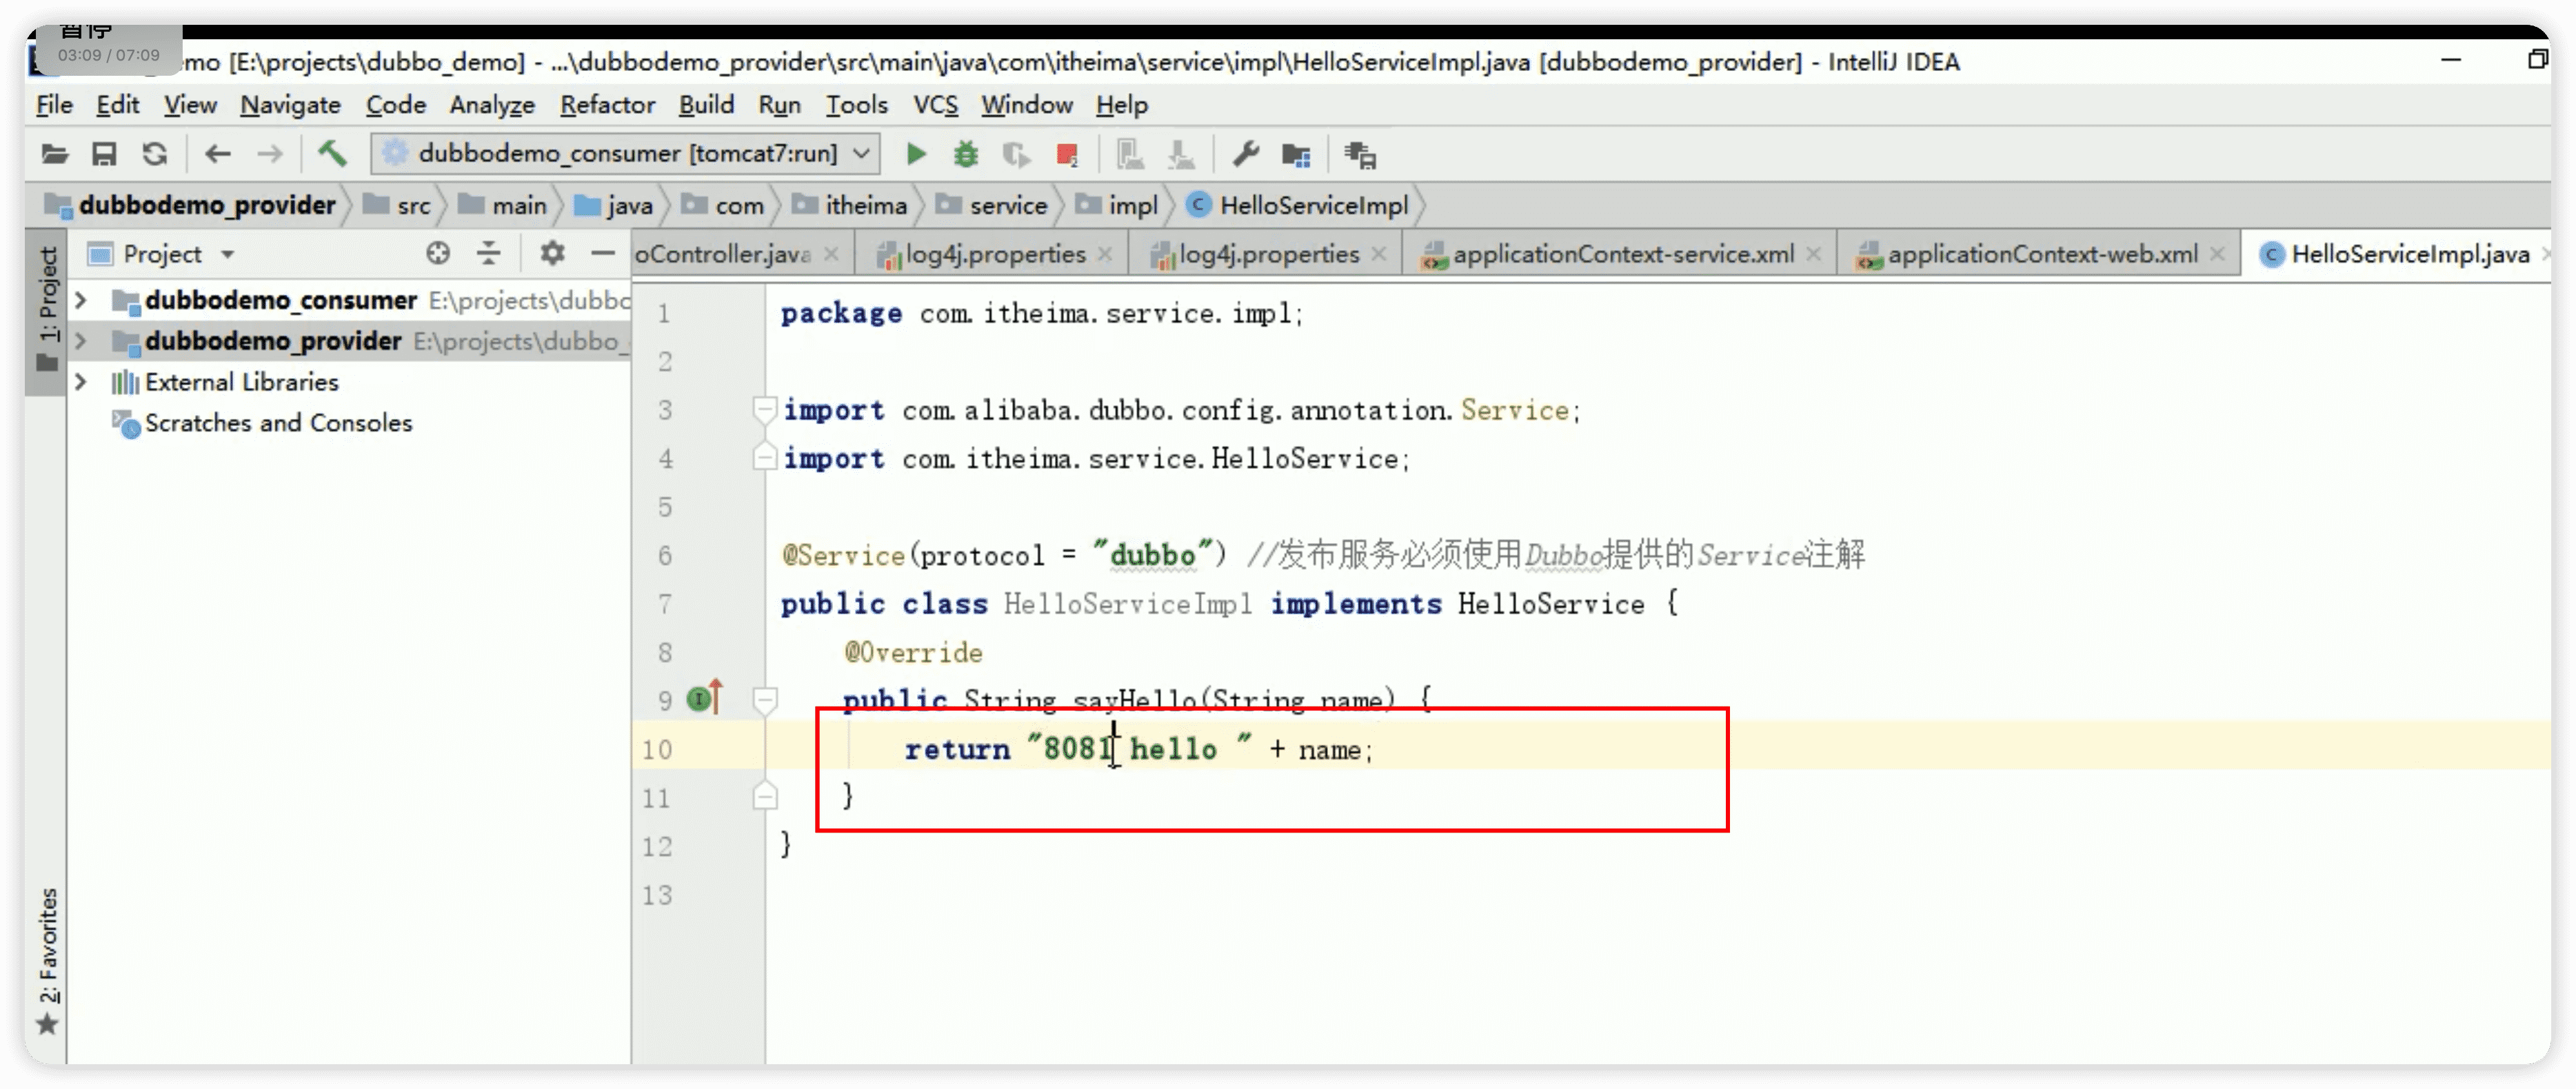 暂停
03:09 / 07:09
mo [E:\projects\dubbo_demo] - ...\dubbodemo_provider\src\main\java\com\itheima\service\impl\HelloServiceImpl.java [dubbodemo_provider] - IntelliJ IDEA
File Edit View Navigate Code Analyze Refactor Build Run Tools VCS Window Help
dubbodemo_consumer [tomcat7:run]
dubbodemo_provider src main java com itheima service impl HelloServiceImpl
1: Project
Project
oController.java log4j.properties log4j.properties applicationContext-service.xml applicationContext-web.xml HelloServiceImpl.java
dubbodemo_consumer E:\projects\dubbo
dubbodemo_provider E:\projects\dubbo_
External Libraries
Scratches and Consoles
2: Favorites
1 package com.itheima.service.impl;
2
3 import com.alibaba.dubbo.config.annotation.Service;
4 import com.itheima.service.HelloService;
5
6 @Service(protocol = "dubbo") //发布服务必须使用Dubbo提供的Service注解
7 public class HelloServiceImpl implements HelloService {
8 @Override
9 public String sayHello(String name) {
10 return "8081 hello " + name;
11 }
12 }
13